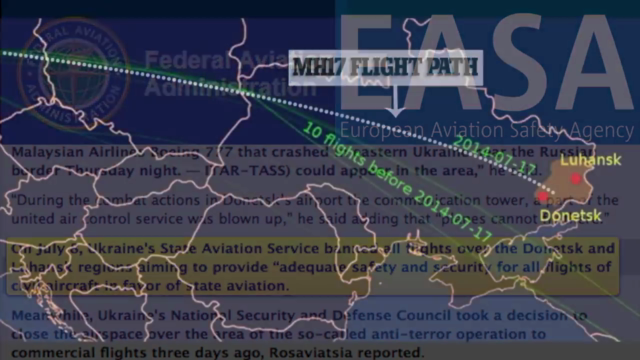 EASA
Federal Aviation
Administration
MH17 FLIGHT PATH
European Aviation Safety Agency
2014-07-17
10 flights before 2014-07-17
Luhansk
Donetsk
Malaysian Airlines Boeing 777 that crashed Eastern Ukraine the Russian
border Thursday night. — ITAR-TASS) could appear in the area," he
"During the combat actions in Donetsk's airport the communication tower, a part of the
united air control service was blown up," he said adding that cannot
On July 8, Ukraine's State Aviation Service banned all flights over the Donetsk and
Luhansk regions aiming to provide "adequate safety and security for all flights of
civil aircraft in favor of state aviation.
Meanwhile, Ukraine's National Security and Defense Council took a decision to
close the airspace over the area of the so-called anti-terror operation to
commercial flights three days ago, Rosaviatsia reported.